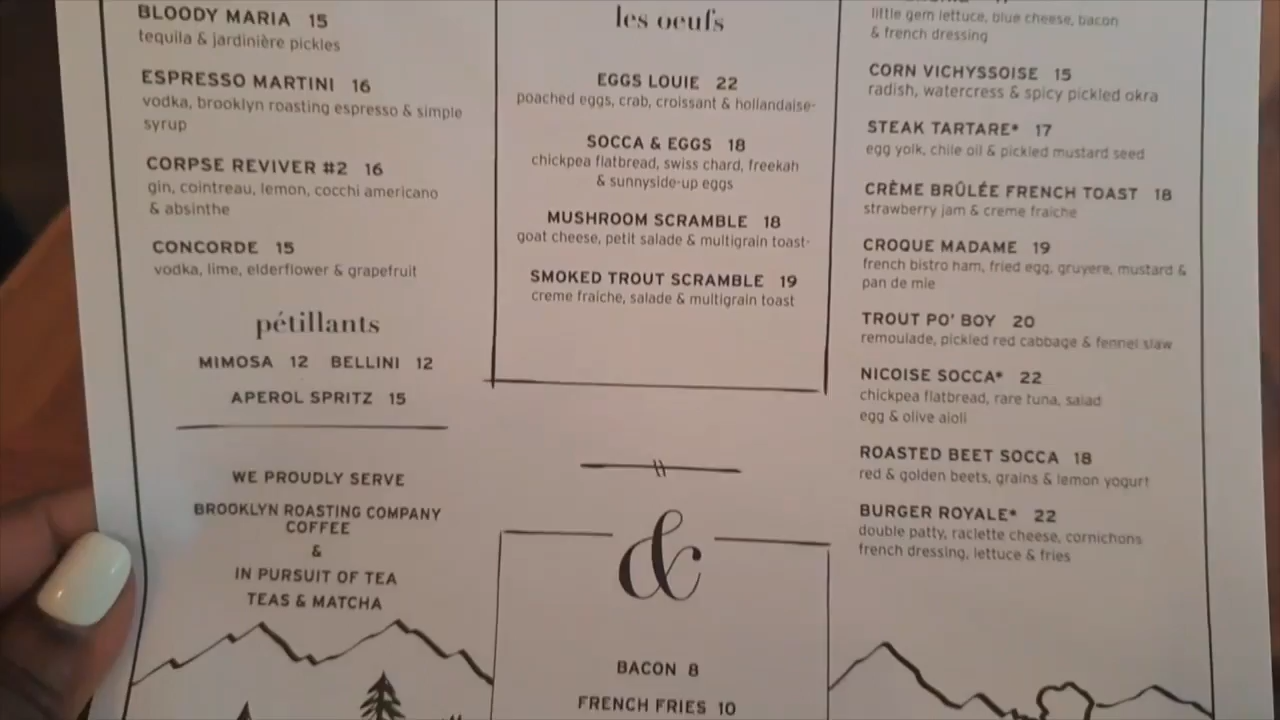 BLOODY MARIA 15
tequila & jardinière pickles
ESPRESSO MARTINI 16
vodka, brooklyn roasting espresso & simple
syrup
CORPSE REVIVER #2 16
gin, cointreau, lemon, cocchi americano
& absinthe
CONCORDE 15
vodka, lime, elderflower & grapefruit
pétillants
MIMOSA 12 BELLINI 12
APEROL SPRITZ 15
WE PROUDLY SERVE
BROOKLYN ROASTING COMPANY
COFFEE
&
IN PURSUIT OF TEA
TEAS & MATCHA
les oeufs
EGGS LOUIE 22
poached eggs, crab, croissant & hollandaise
SOCCA & EGGS 18
chickpea flatbread, swiss chard, freekah
& sunnyside-up eggs
MUSHROOM SCRAMBLE 18
goat cheese, petit salade & multigrain toast
SMOKED TROUT SCRAMBLE 19
creme fraiche, salade & multigrain toast
&
BACON 8
FRENCH FRIES 10
little gem lettuce, blue cheese, bacon
& french dressing
CORN VICHYSSOISE 15
radish, watercress & spicy pickled okra
STEAK TARTARE* 17
egg yolk, chile oil & pickled mustard seed
CRÈME BRÛLÉE FRENCH TOAST 18
strawberry jam & creme fraiche
CROQUE MADAME 19
french bistro ham, fried egg, gruyere, mustard &
pan de mie
TROUT PO' BOY 20
remoulade, pickled red cabbage & fennel slaw
NICOISE SOCCA* 22
chickpea flatbread, rare tuna, salad
egg & olive aioli
ROASTED BEET SOCCA 18
red & golden beets, grains & lemon yogurt
BURGER ROYALE* 22
double patty, raclette cheese, cornichons
french dressing, lettuce & fries